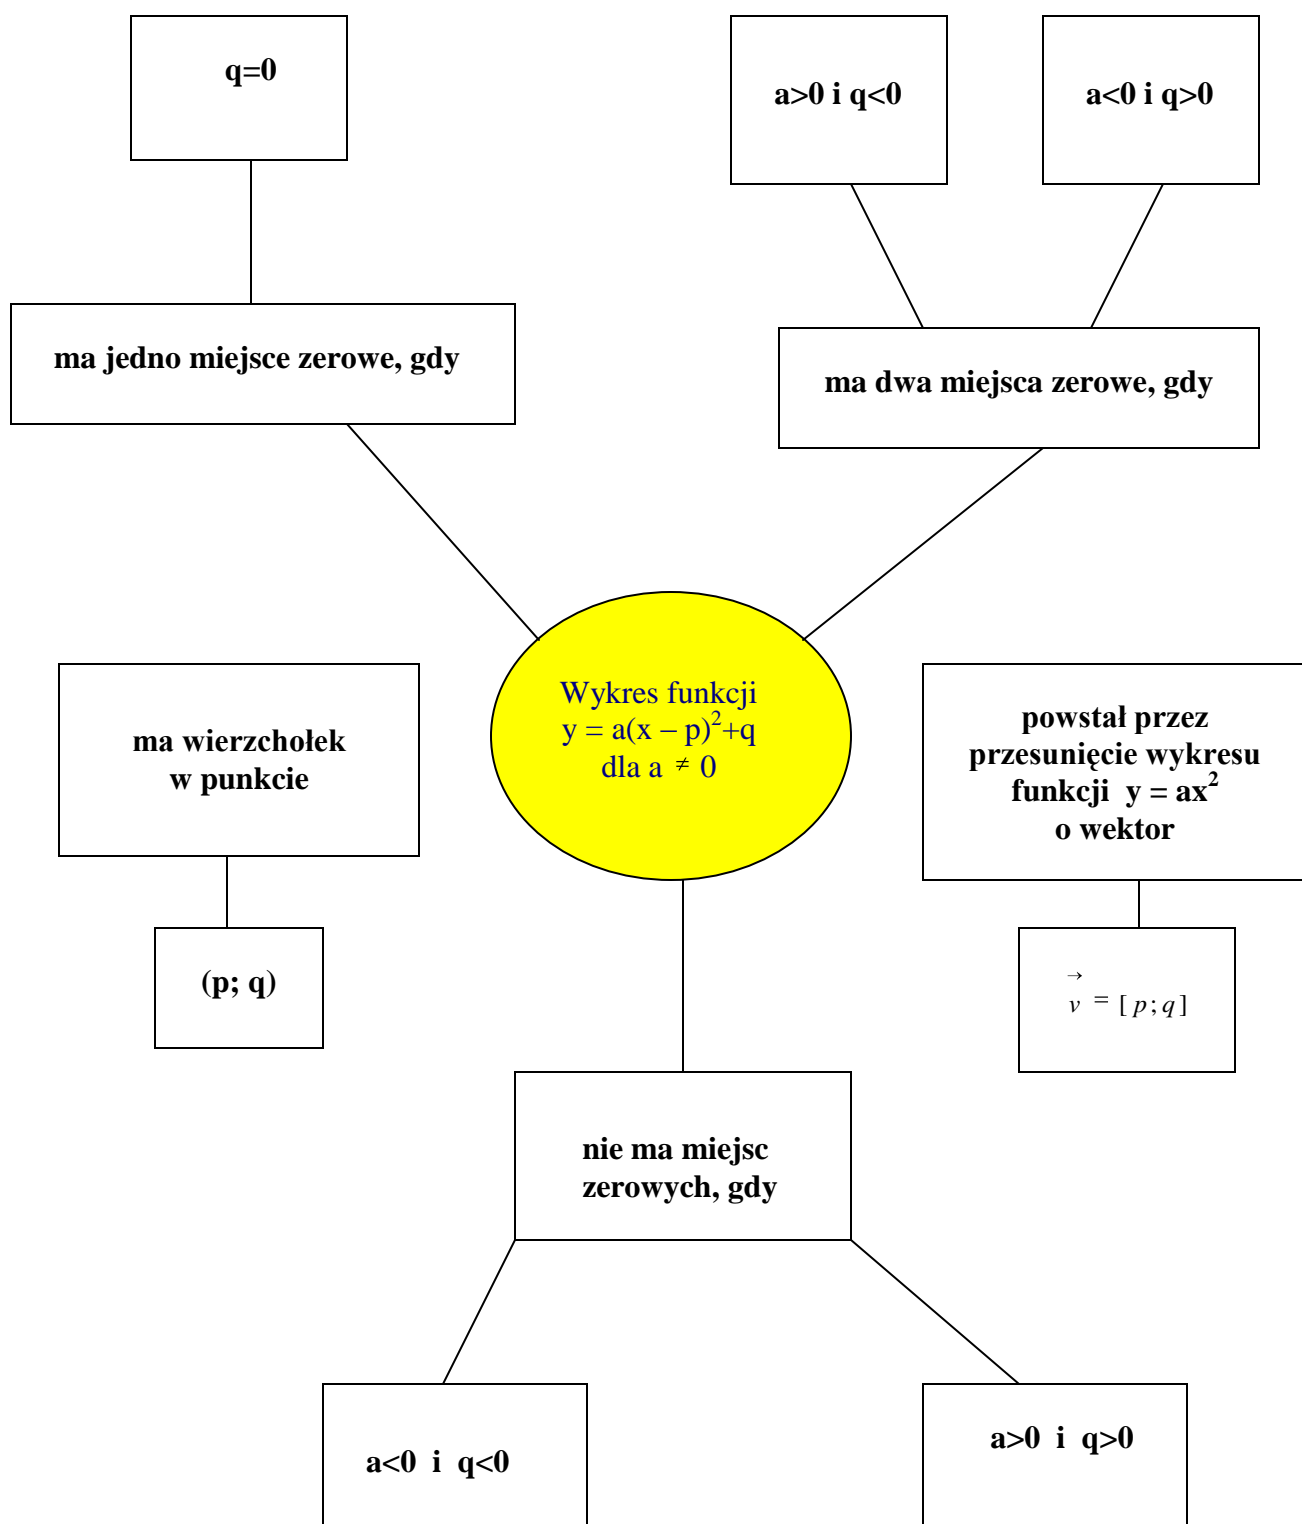 q=0
a>0 i q<0
a<0 i q>0
ma jedno miejsce zerowe, gdy
ma dwa miejsca zerowe, gdy
Wykres funkcji
y = a(x – p)²+q
dla a ≠ 0
ma wierzchołek
w punkcie
powstał przez
przesunięcie wykresu
funkcji y = ax²
o wektor
(p; q)
→
v = [p;q]
nie ma miejsc
zerowych, gdy
a<0 i q<0
a>0 i q>0